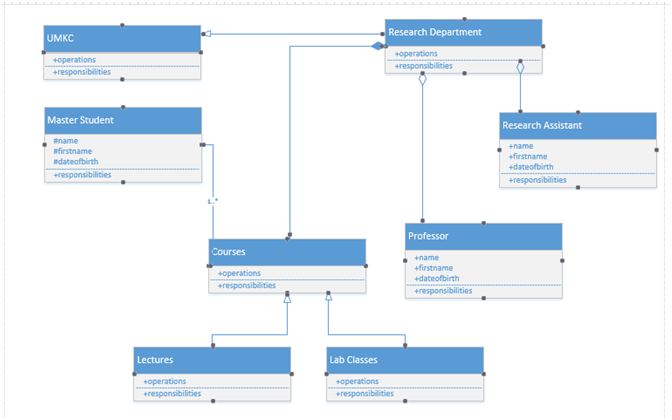 UMKC
+operations
+responsibilities
Research Department
+operations
+responsibilities
Master Student
#name
#firstname
#dateofbirth
+responsibilities
Research Assistant
+name
+firstname
+dateofbirth
+responsibilities
1..*
Courses
+operations
+responsibilities
Professor
+name
+firstname
+dateofbirth
+responsibilities
Lectures
+operations
+responsibilities
Lab Classes
+operations
+responsibilities